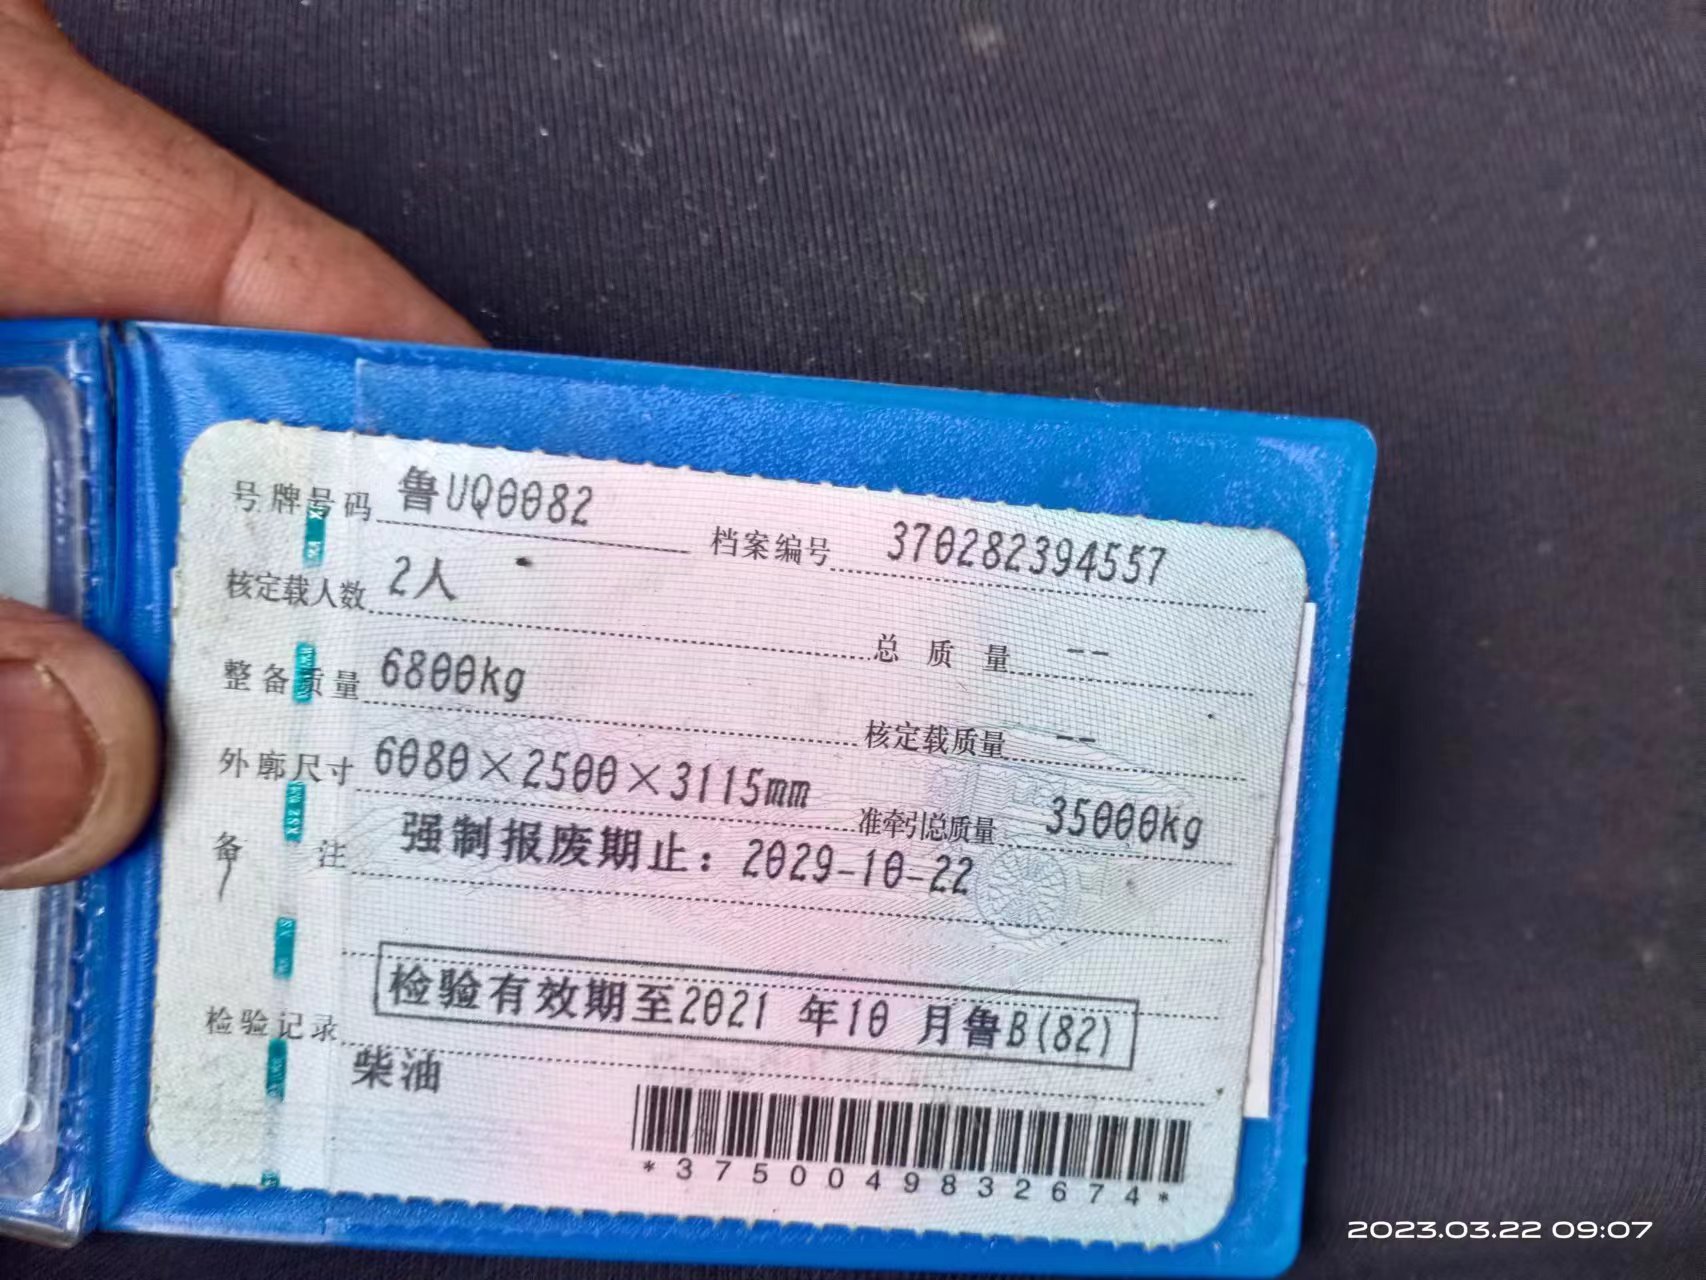 号牌号码 鲁UQ0082 档案编号 370282394557
核定载人数 2人 总质量 --
整备质量 6800kg 核定载质量 --
外廓尺寸 6080×2500×3115mm 准牵引总质量 35000kg
备注 强制报废期止：2029-10-22
检验记录 检验有效期至2021 年10 月鲁B(82)
柴油
*3750049832674*
2023.03.22 09:07